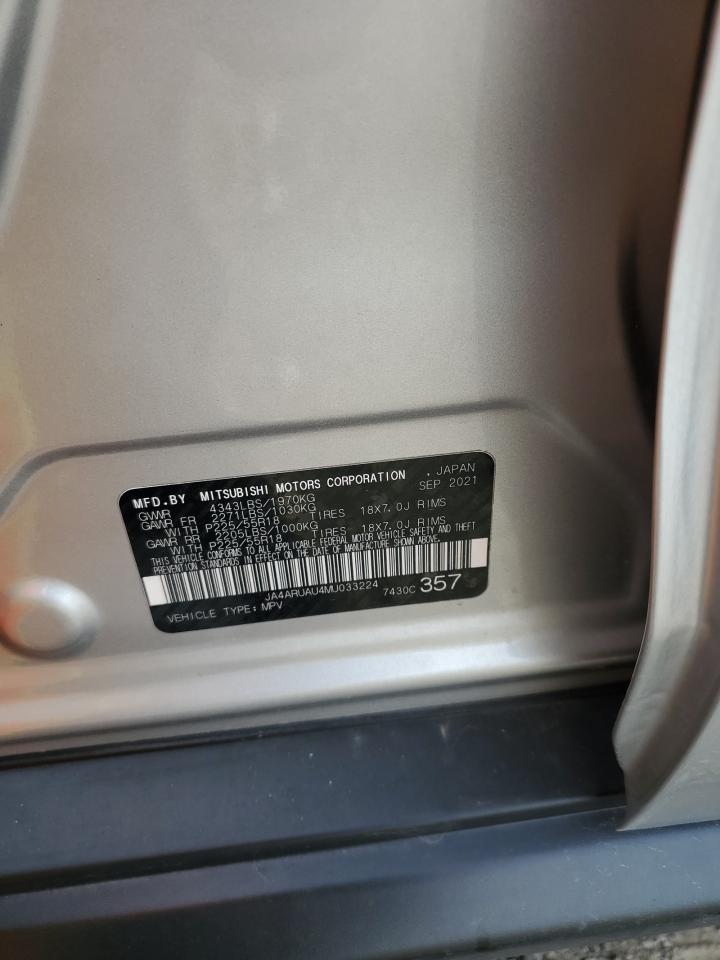 MFD.BY MITSUBISHI MOTORS CORPORATION . JAPAN
GVWR 4343LBS/1970KG SEP 2021
GAWR FR 2271LBS/1030KG
WITH P225/55R18 TIRES 18X7.0J RIMS
GAWR RR 2205LBS/1000KG
WITH P225/55R18 TIRES 18X7.0J RIMS
THIS VEHICLE CONFORMS TO ALL APPLICABLE FEDERAL MOTOR VEHICLE SAFETY AND THEFT
PREVENTION STANDARDS IN EFFECT ON THE DATE OF MANUFACTURE SHOWN ABOVE.
JA4ARUAU4MU033224 7430C 357
VEHICLE TYPE: MPV